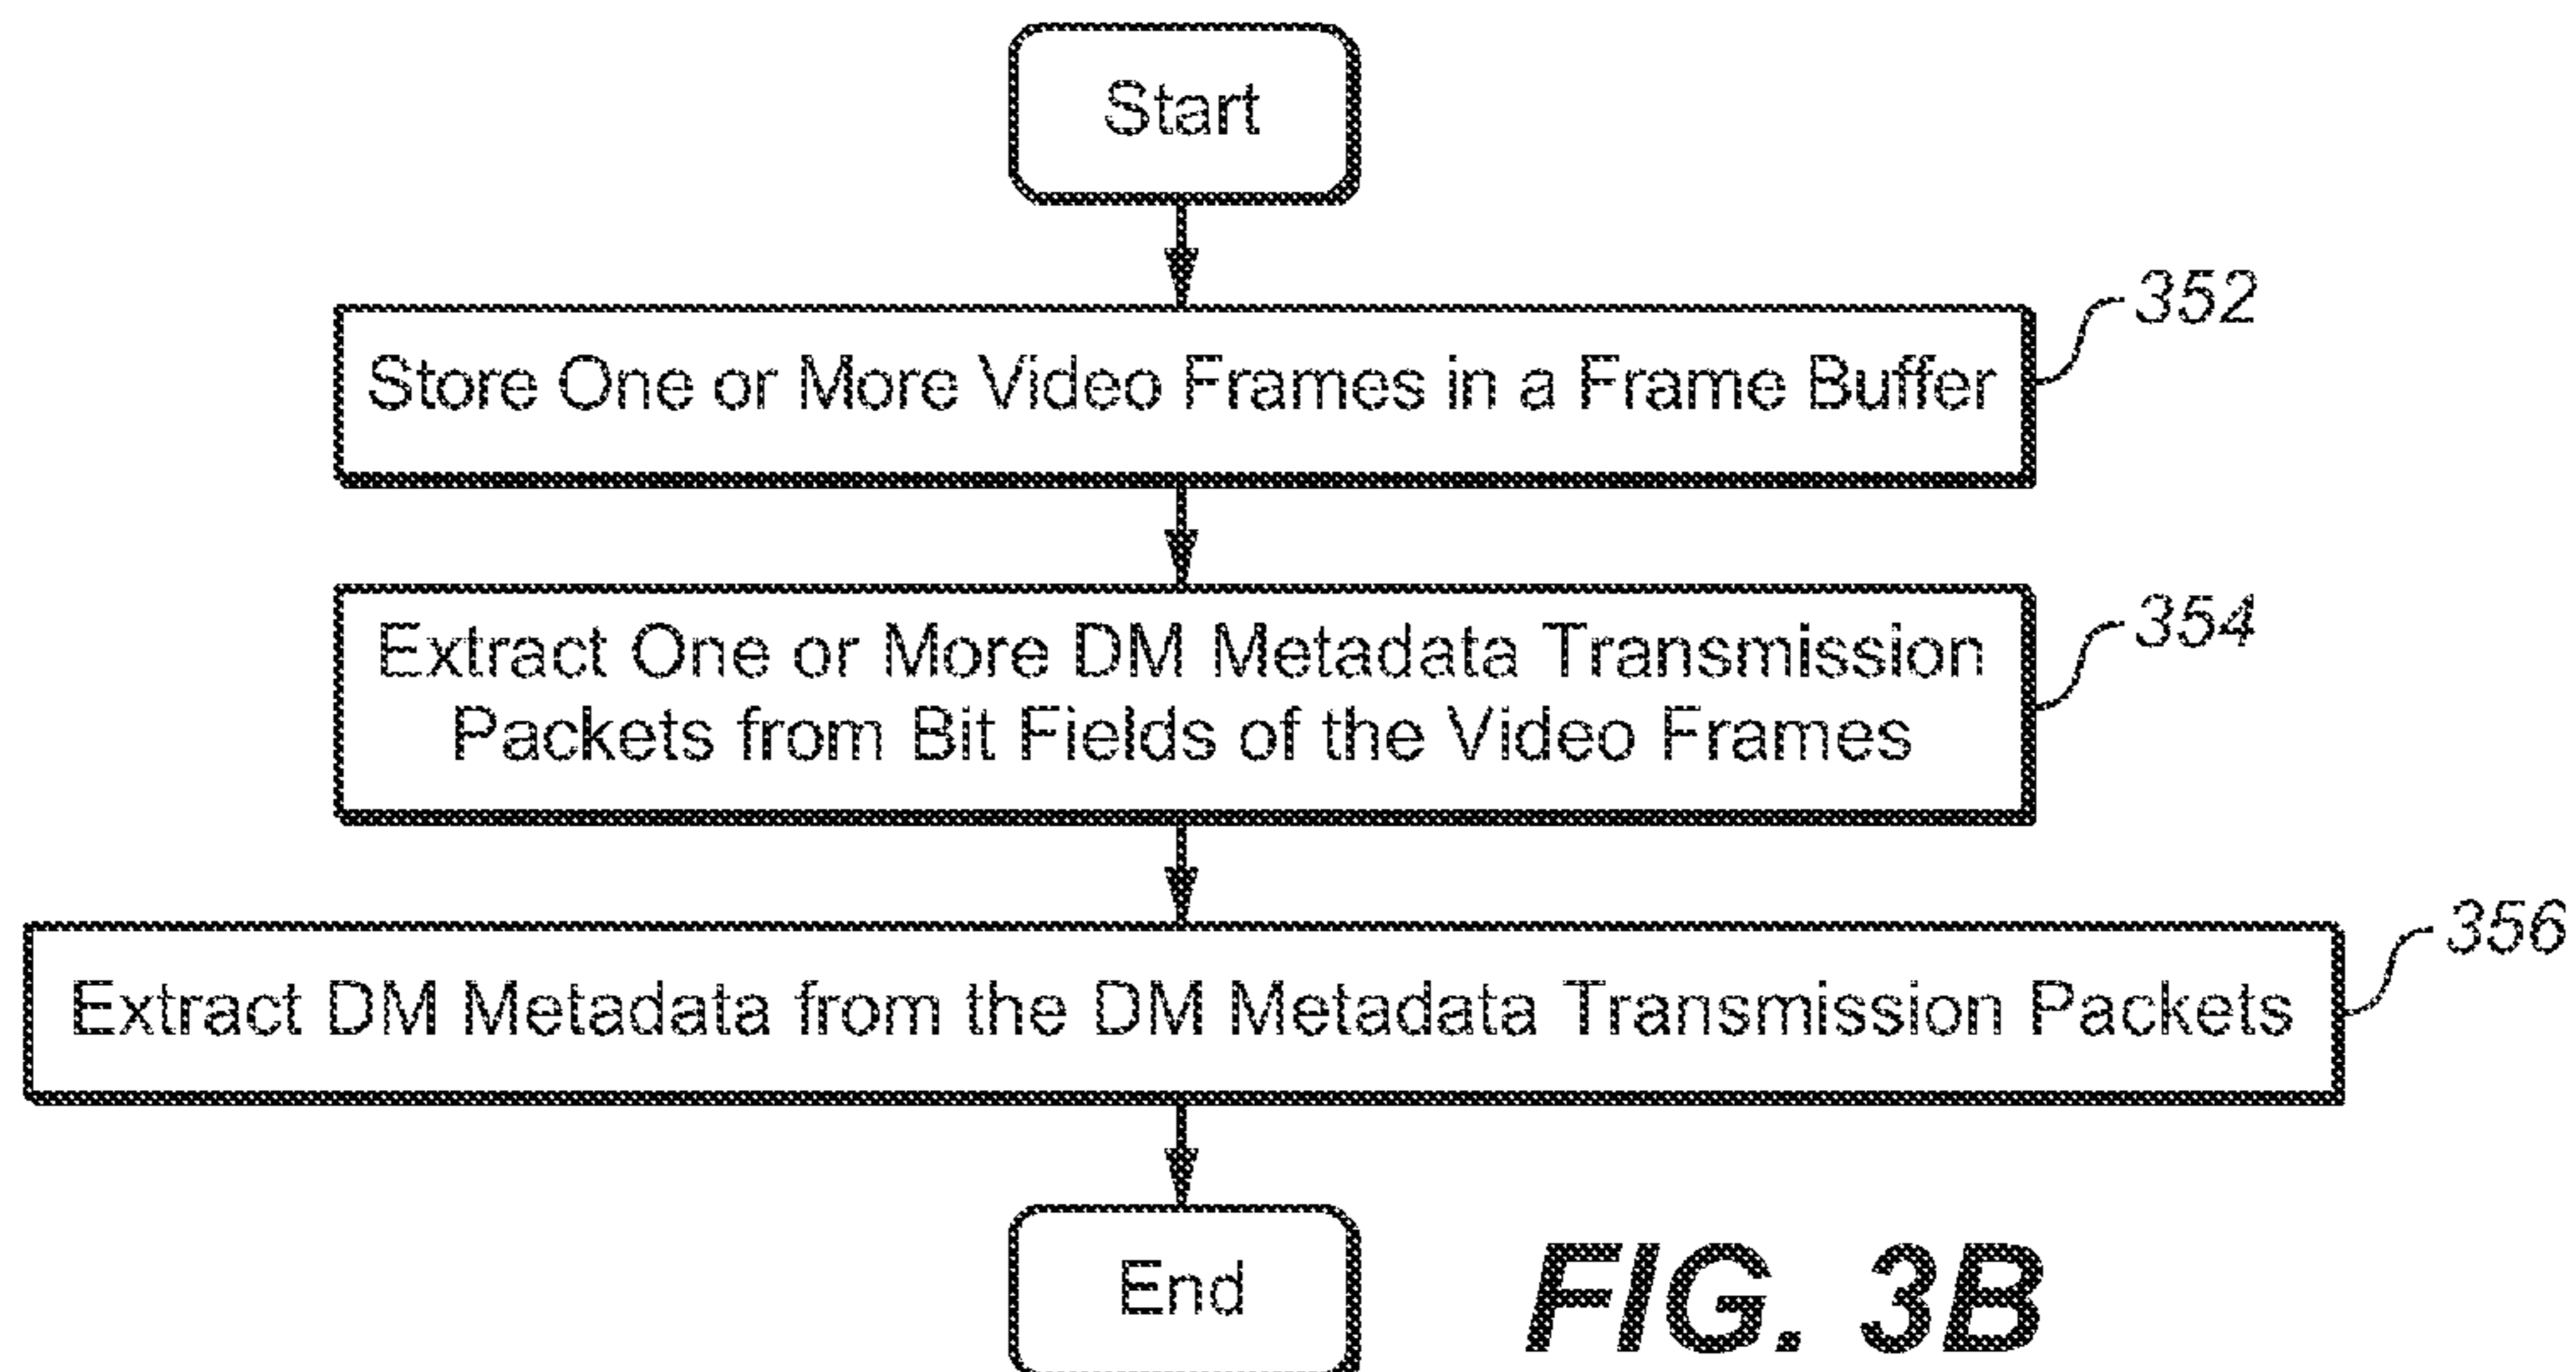 Start
Store One or More Video Frames in a Frame Buffer
352
Extract One or More DM Metadata Transmission
Packets from Bit Fields of the Video Frames
354
Extract DM Metadata from the DM Metadata Transmission Packets
356
End
FIG. 3B